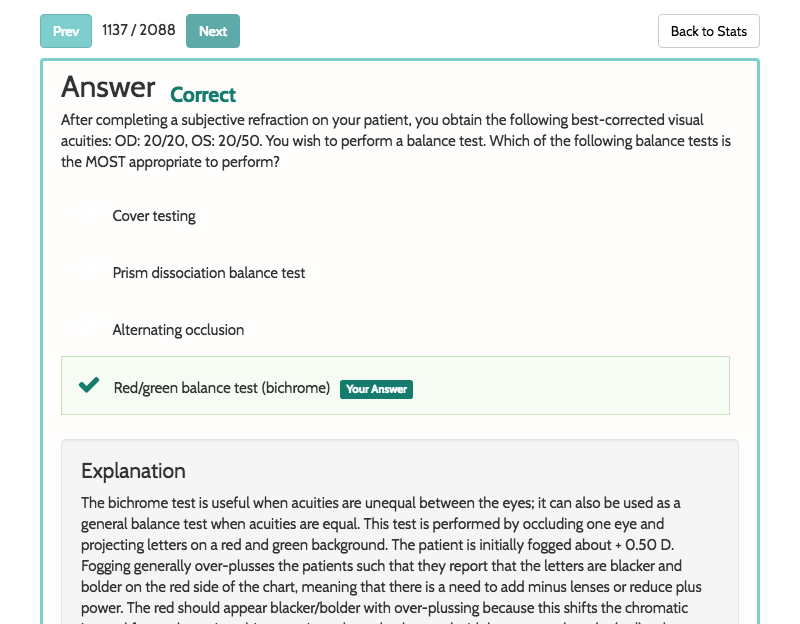 Prev 1137 / 2088 Next Back to Stats
Answer Correct
After completing a subjective refraction on your patient, you obtain the following best-corrected visual
acuities: OD: 20/20, OS: 20/50. You wish to perform a balance test. Which of the following balance tests is
the MOST appropriate to perform?
Cover testing
Prism dissociation balance test
Alternating occlusion
Red/green balance test (bichrome) Your Answer
Explanation
The bichrome test is useful when acuities are unequal between the eyes; it can also be used as a
general balance test when acuities are equal. This test is performed by occluding one eye and
projecting letters on a red and green background. The patient is initially fogged about + 0.50 D.
Fogging generally over-plusses the patients such that they report that the letters are blacker and
bolder on the red side of the chart, meaning that there is a need to add minus lenses or reduce plus
power. The red should appear blacker/bolder with over-plussing because this shifts the chromatic